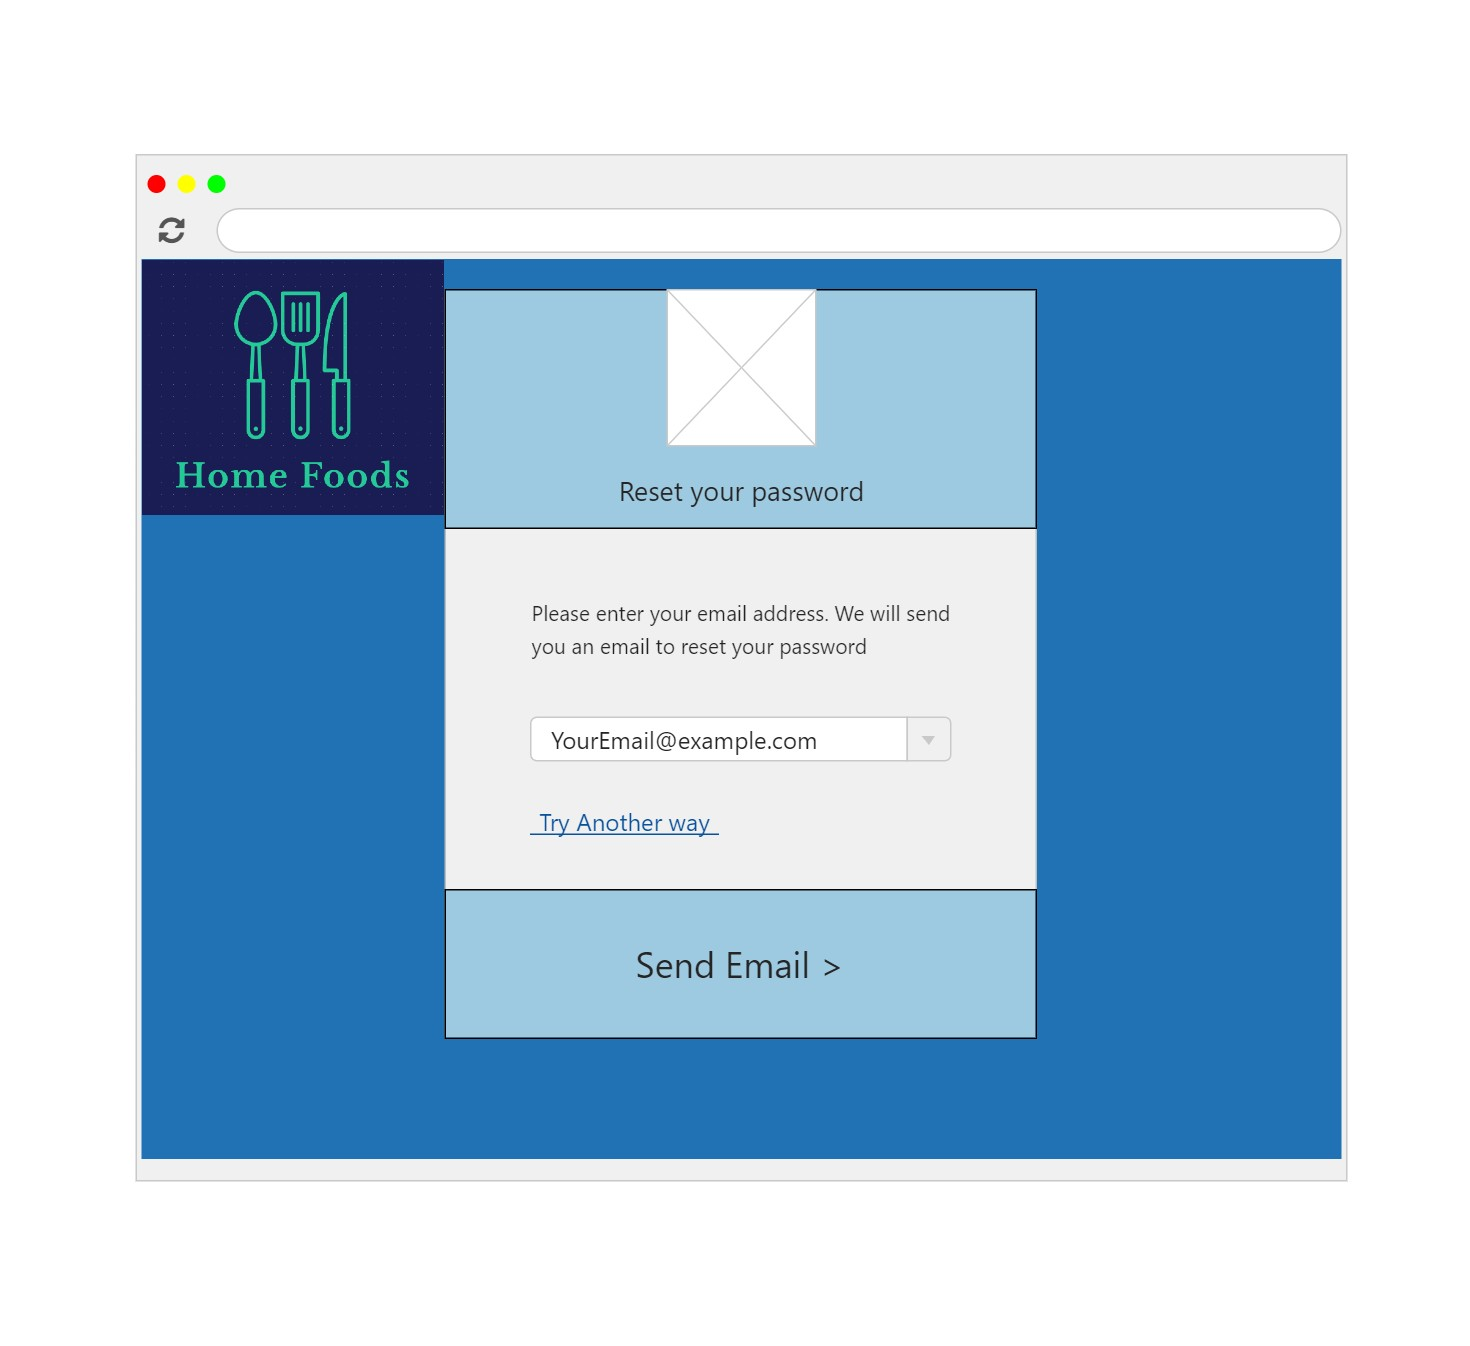 Home Foods
Reset your password
Please enter your email address. We will send
you an email to reset your password
YourEmail@example.com
Try Another way
Send Email >